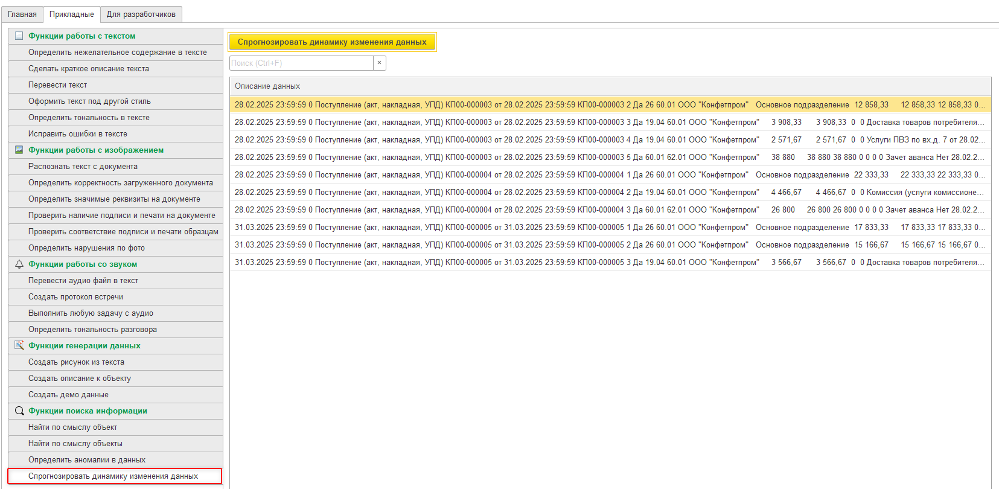 Главная Прикладные Для разработчиков
Функции работы с текстом
Определить нежелательное содержание в тексте
Сделать краткое описание текста
Перевести текст
Оформить текст под другой стиль
Определить тональность в тексте
Исправить ошибки в тексте
Функции работы с изображением
Распознать текст с документа
Определить корректность загруженного документа
Определить значимые реквизиты на документе
Проверить наличие подписи и печати на документе
Проверить соответствие подписи и печати образцам
Определить нарушения по фото
Функции работы со звуком
Перевести аудио файл в текст
Создать протокол встречи
Выполнить любую задачу с аудио
Определить тональность разговора
Функции генерации данных
Создать рисунок из текста
Создать описание к объекту
Создать демо данные
Функции поиска информации
Найти по смыслу объект
Найти по смыслу объекты
Определить аномалии в данных
Спрогнозировать динамику изменения данных
Спрогнозировать динамику изменения данных
Поиск (Ctrl+F) ×
Описание данных
28.02.2025 23:59:59 0 Поступление (акт, накладная, УПД) КП00-000003 от 28.02.2025 23:59:59 КП00-000003 2 Да 26 60.01 ООО "Конфетпром" Основное подразделение 12 858,33 12 858,33 12 858,33 0...
28.02.2025 23:59:59 0 Поступление (акт, накладная, УПД) КП00-000003 от 28.02.2025 23:59:59 КП00-000003 3 Да 19.04 60.01 ООО "Конфетпром" 3 908,33 3 908,33 0 0 Доставка товаров потребителя...
28.02.2025 23:59:59 0 Поступление (акт, накладная, УПД) КП00-000003 от 28.02.2025 23:59:59 КП00-000003 4 Да 19.04 60.01 ООО "Конфетпром" 2 571,67 2 571,67 0 0 Услуги ПВЗ по вх.д. 7 от 28.02...
28.02.2025 23:59:59 0 Поступление (акт, накладная, УПД) КП00-000003 от 28.02.2025 23:59:59 КП00-000003 5 Да 60.01 62.01 ООО "Конфетпром" 38 880 38 880 38 880 0 0 0 0 Зачет аванса Нет 28.02.2...
28.02.2025 23:59:59 0 Поступление (акт, накладная, УПД) КП00-000004 от 28.02.2025 23:59:59 КП00-000004 1 Да 26 60.01 ООО "Конфетпром" Основное подразделение 22 333,33 22 333,33 22 333,33 0...
28.02.2025 23:59:59 0 Поступление (акт, накладная, УПД) КП00-000004 от 28.02.2025 23:59:59 КП00-000004 2 Да 19.04 60.01 ООО "Конфетпром" 4 466,67 4 466,67 0 0 Комиссия (услуги комиссионе...
28.02.2025 23:59:59 0 Поступление (акт, накладная, УПД) КП00-000004 от 28.02.2025 23:59:59 КП00-000004 3 Да 60.01 62.01 ООО "Конфетпром" 26 800 26 800 26 800 0 0 0 0 Зачет аванса Нет 28.02.2...
31.03.2025 23:59:59 0 Поступление (акт, накладная, УПД) КП00-000005 от 31.03.2025 23:59:59 КП00-000005 1 Да 26 60.01 ООО "Конфетпром" Основное подразделение 17 833,33 17 833,33 17 833,33 0...
31.03.2025 23:59:59 0 Поступление (акт, накладная, УПД) КП00-000005 от 31.03.2025 23:59:59 КП00-000005 2 Да 26 60.01 ООО "Конфетпром" Основное подразделение 15 166,67 15 166,67 15 166,67 0...
31.03.2025 23:59:59 0 Поступление (акт, накладная, УПД) КП00-000005 от 31.03.2025 23:59:59 КП00-000005 3 Да 19.04 60.01 ООО "Конфетпром" 3 566,67 3 566,67 0 0 Доставка товаров потребителя...